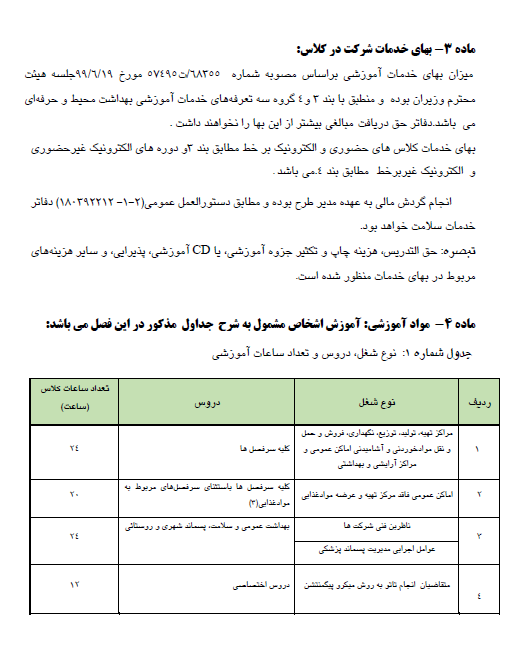 ماده ۳- بهای خدمات شرکت در کلاس:
میزان بهای خدمات آموزشی براساس مصوبه شماره ۶۸۳۵۵/ت۵۷۴۹۵ مورخ ۹۹/۶/۱۹جلسه هیئت
محترم وزیران بوده و منطبق با بند ۳ و۴ گروه سه تعرفه‌های خدمات آموزشی بهداشت محیط و حرفه‌ای
می باشد.دفاتر حق دریافت مبالغی بیشتر از این بها را نخواهند داشت .
بهای خدمات کلاس های حضوری و الکترونیک بر خط مطابق بند ۳و دوره های الکترونیک غیرحضوری
و الکترونیک غیربرخط مطابق بند ۴.می باشد .
انجام گردش مالی به عهده مدیر طرح بوده و مطابق دستورالعمل عمومی(۲-۱- ۱۸۰۳۹۲۲۱۲) دفاتر
خدمات سلامت خواهد بود.
تبصره: حق التدریس، هزینه چاپ و تکثیر جزوه آموزشی، یا CD آموزشی، پذیرایی، و سایر هزینه‌های
مربوط در بهای خدمات منظور شده است.
ماده ۴- مواد آموزشی: آموزش اشخاص مشمول به شرح جداول مذکور در این فصل می باشد:
جدول شماره ۱: نوع شغل، دروس و تعداد ساعات آموزشی
ردیف
نوع شغل
دروس
تعداد ساعات کلاس
(ساعت)
۱
مراکز تهیه، تولید، توزیع، نگهداری، فروش و حمل
و نقل موادخوردنی و آشامیدنی اماکن عمومی و
مراکز آرایشی و بهداشتی
کلیه سرفصل ها
۲۴
۲
اماکن عمومی فاقد مرکز تهیه و عرضه موادغذایی
کلیه سرفصل ها باستثنای سرفصل‌های مربوط به
موادغذایی(۳)
۲۰
۳
ناظرین فنی شرکت ها
عوامل اجرایی مدیریت پسماند پزشکی
بهداشت عمومی و سلامت، پسماند شهری و روستائی
۲۴
۴
متقاضیان انجام تاتو به روش میکرو پیگمنتیشن
دروس اختصاصی
۱۲